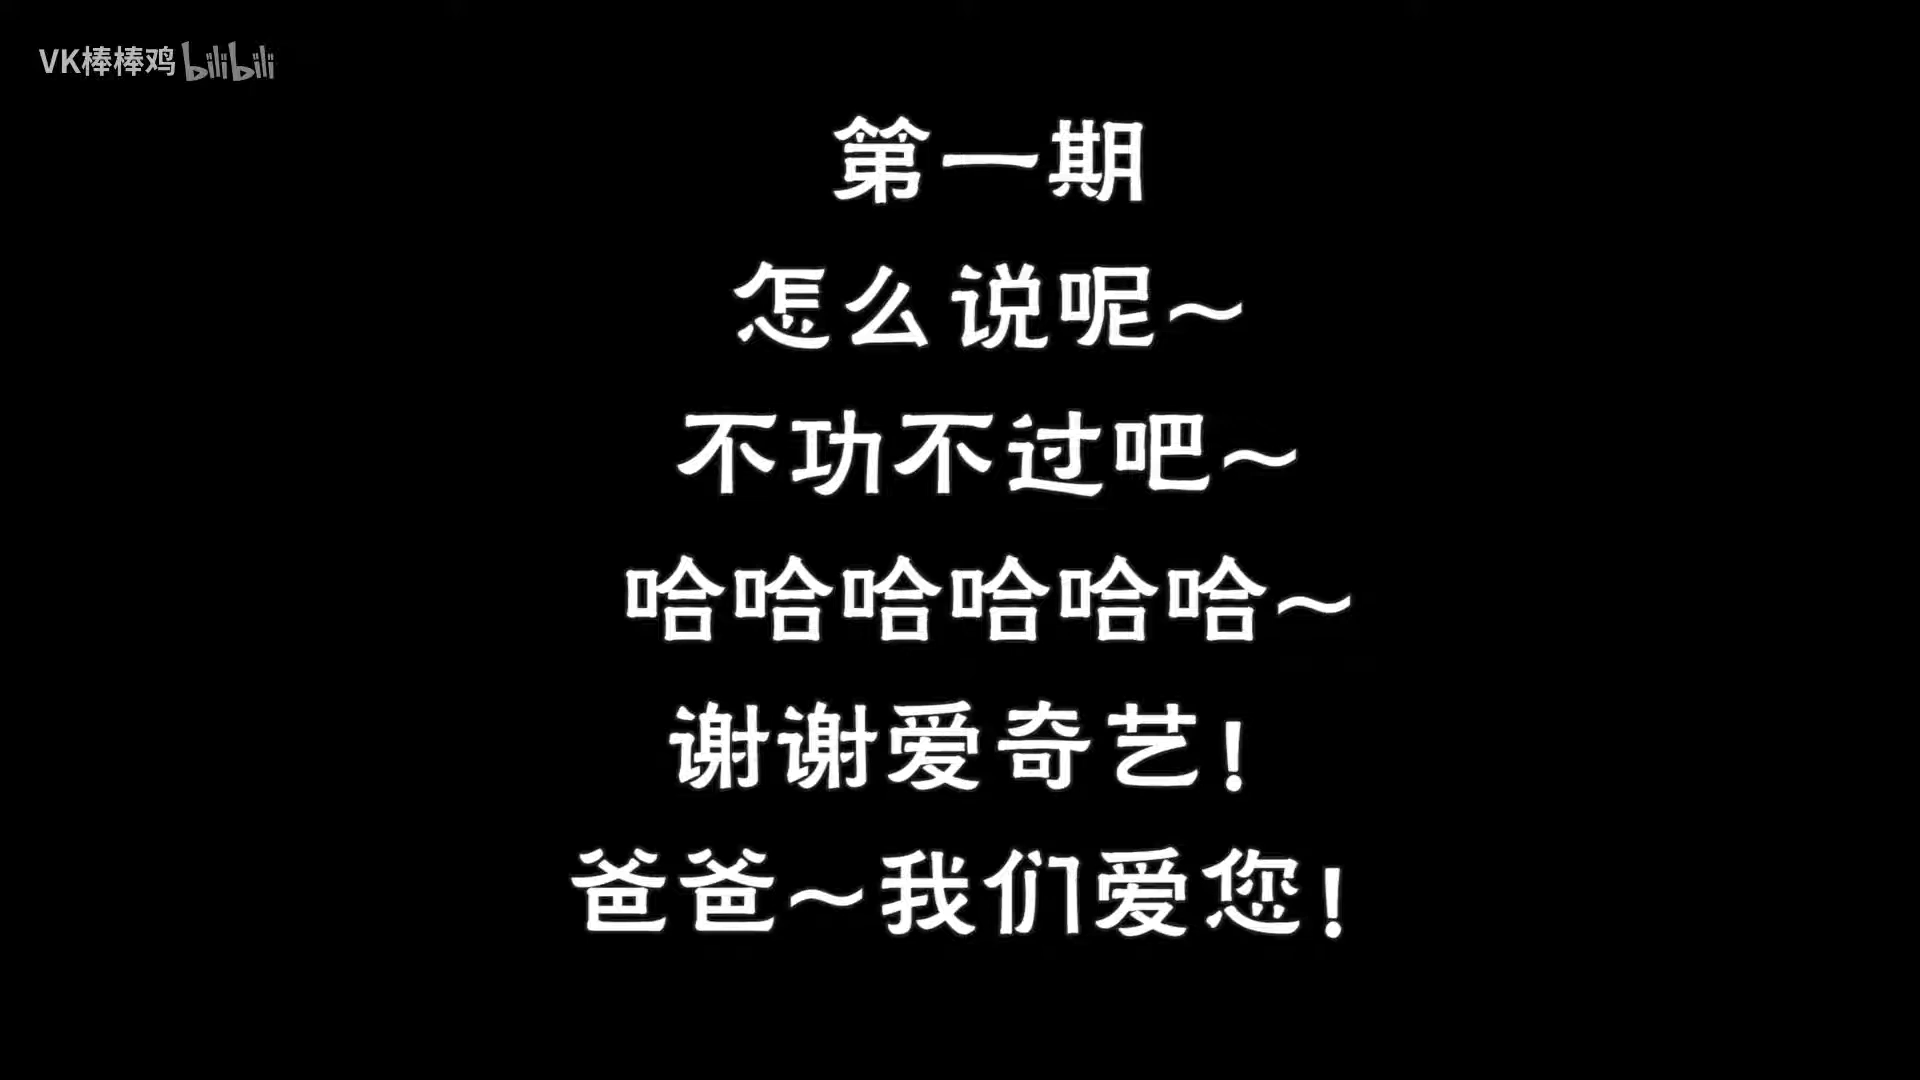 VK棒棒鸡 bilibili
第一期
怎么说呢~
不功不过吧~
哈哈哈哈哈哈~
谢谢爱奇艺!
爸爸~我们爱您!